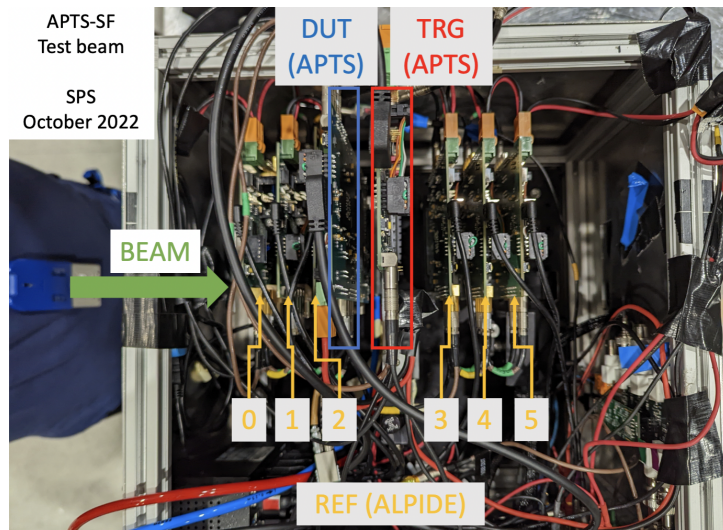 APTS-SF
Test beam
SPS
October 2022
DUT
(APTS)
TRG
(APTS)
BEAM
0
1
2
3
4
5
REF (ALPIDE)